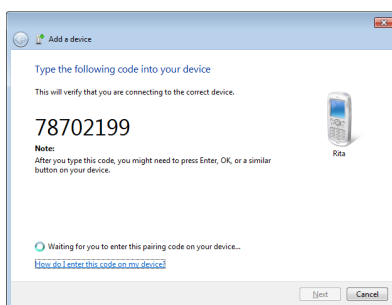 Add a device
Type the following code into your device
This will verify that you are connecting to the correct device.
78702199
Note:
After you type this code, you might need to press Enter, OK, or a similar
button on your device.
Rita
Waiting for you to enter this pairing code on your device...
How do I enter this code on my device?
Next
Cancel